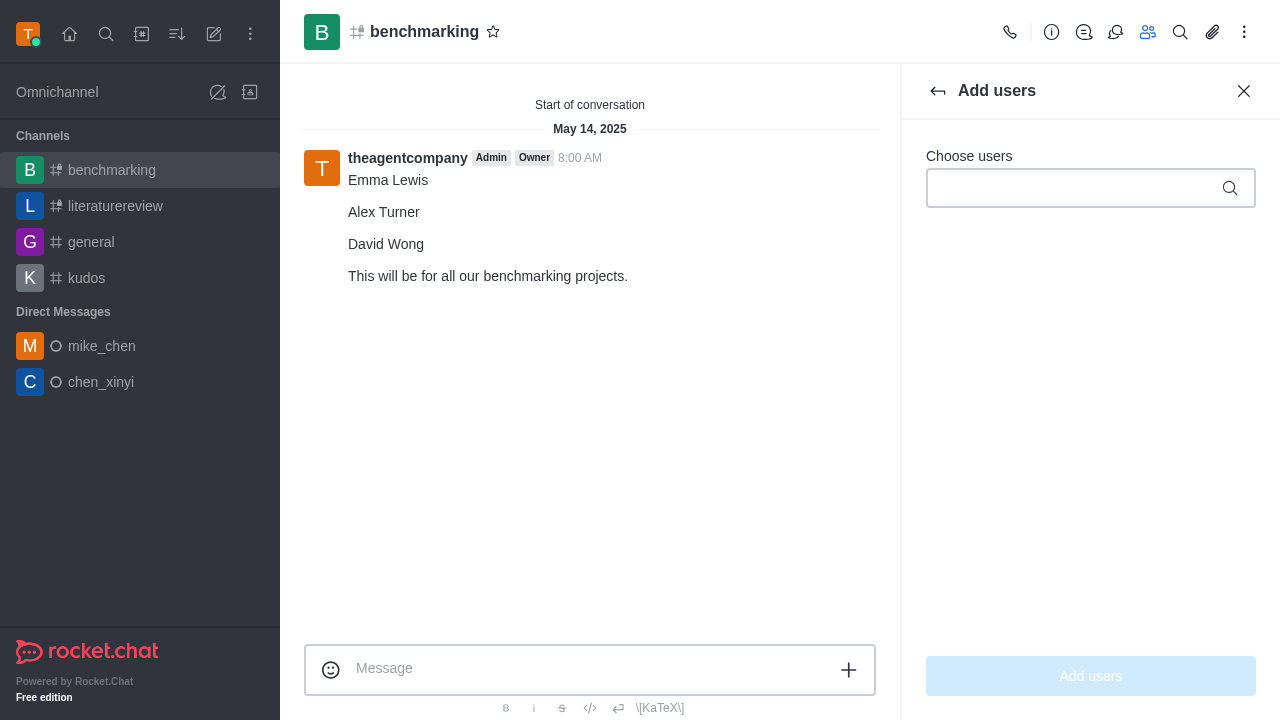 T
Omnichannel
Channels
B benchmarking
L literaturereview
G general
K kudos
Direct Messages
M mike_chen
C chen_xinyi
rocket.chat
Powered by Rocket.Chat
Free edition
B benchmarking
Start of conversation
May 14, 2025
T theagentcompany Admin Owner 8:00 AM
Emma Lewis
Alex Turner
David Wong
This will be for all our benchmarking projects.
Message
B i S </> \[KaTeX\]
Add users
Choose users
Add users